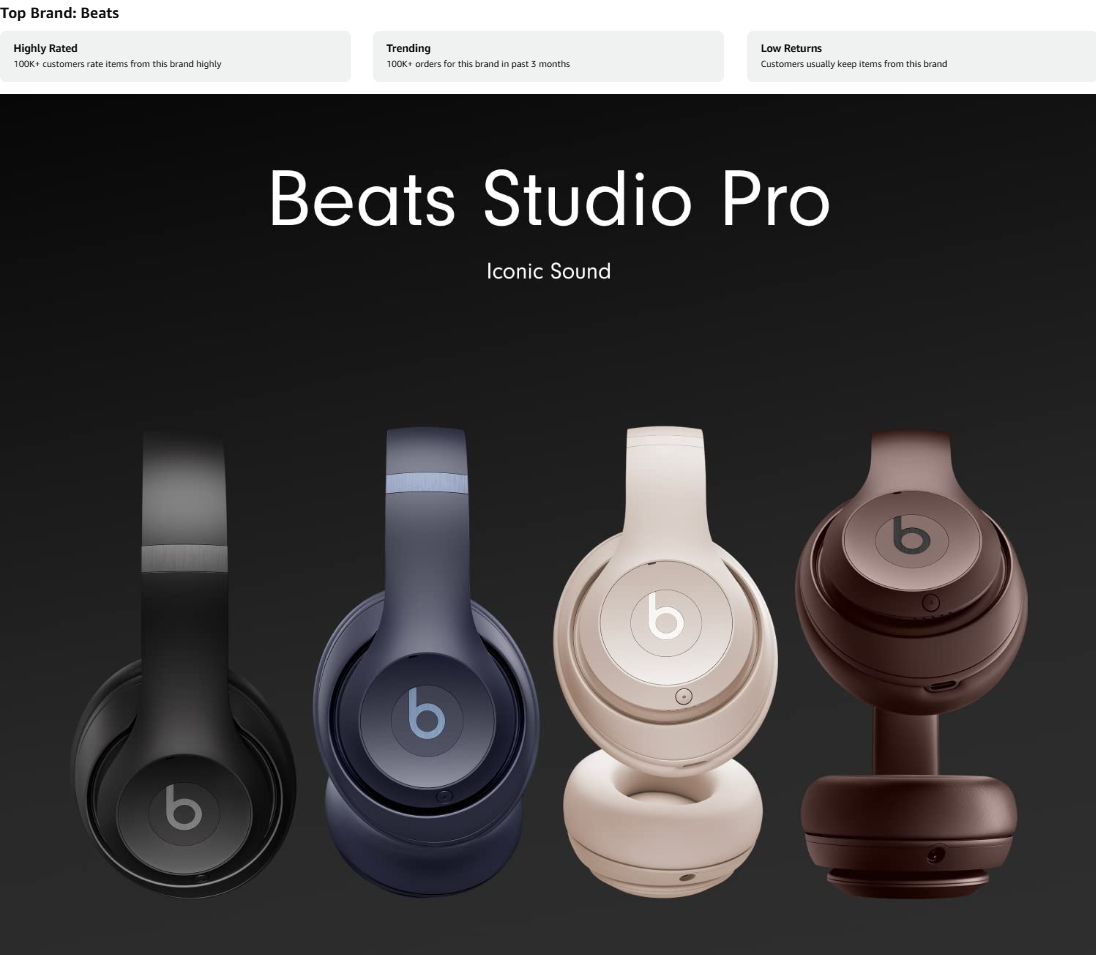 Top Brand: Beats
Highly Rated
100K+ customers rate items from this brand highly
Trending
100K+ orders for this brand in past 3 months
Low Returns
Customers usually keep items from this brand
Beats Studio Pro
Iconic Sound
b
b
b
b